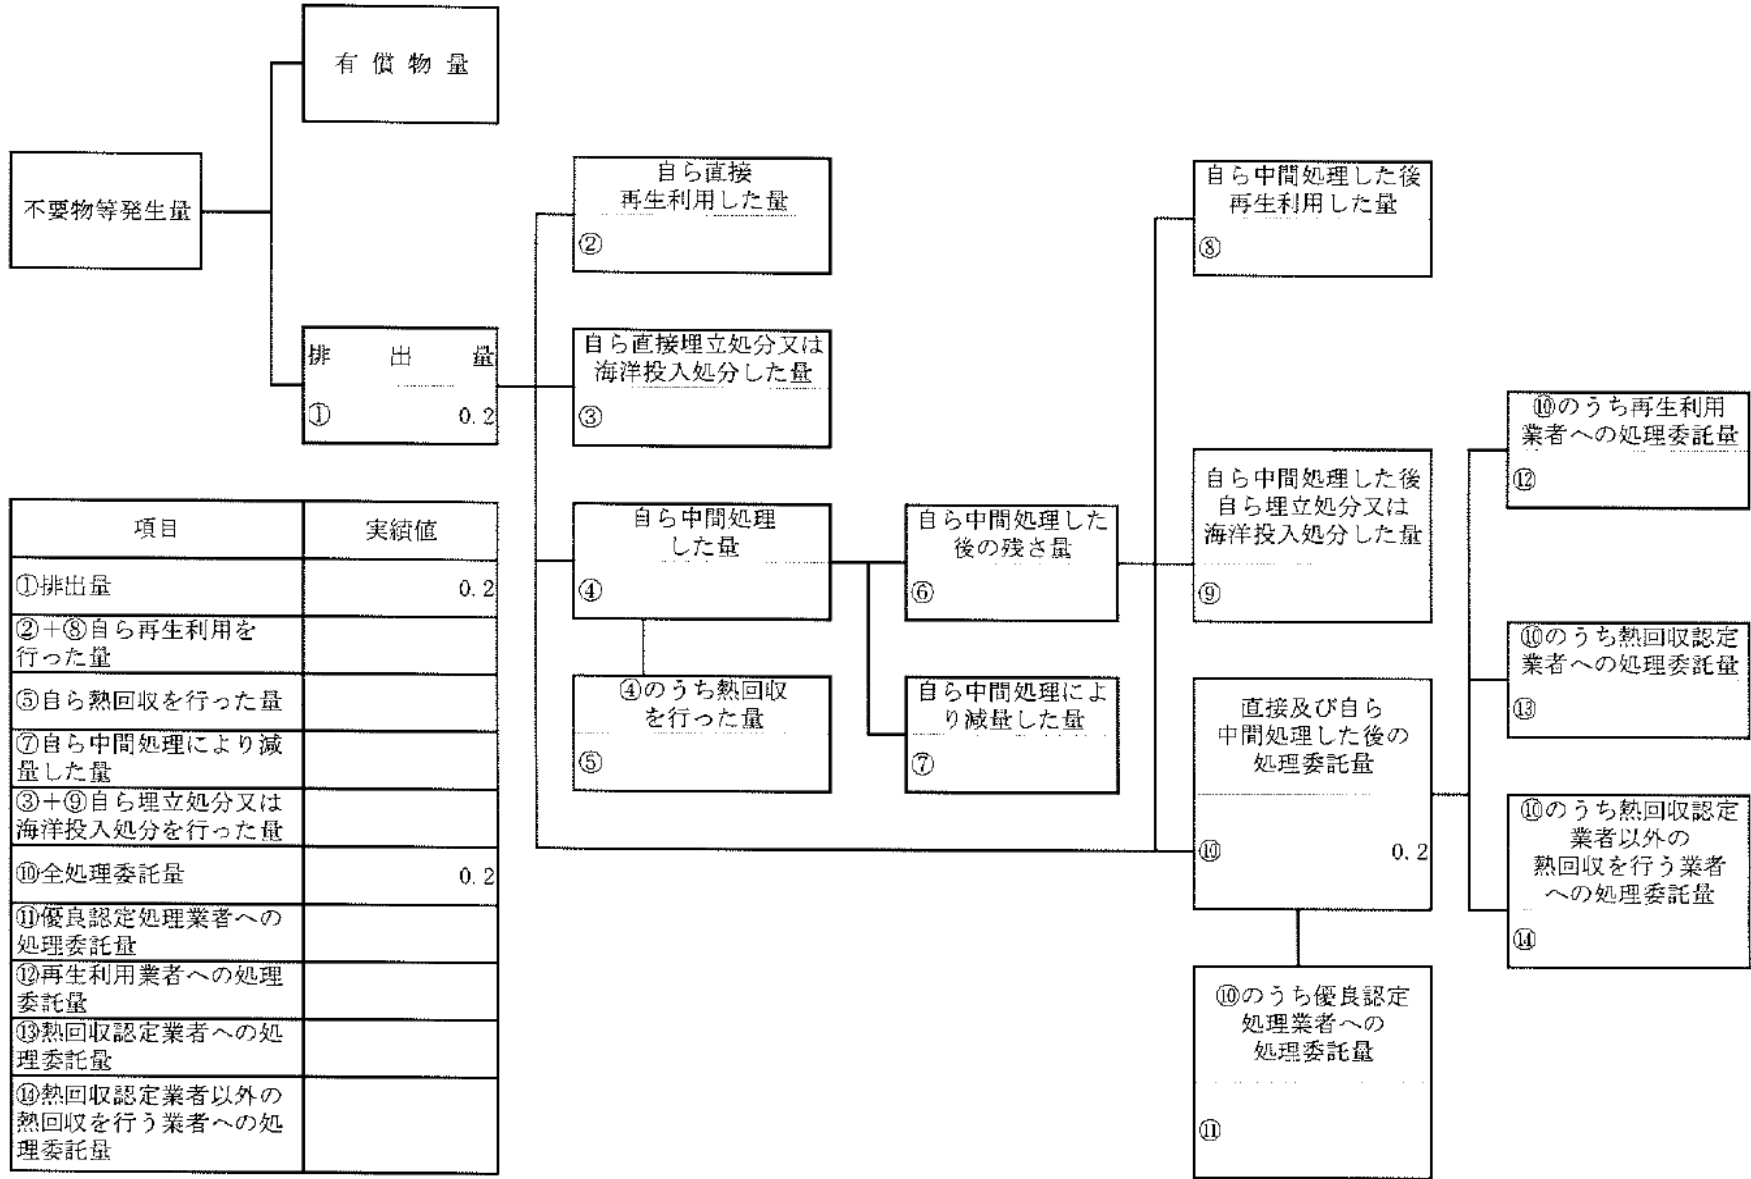 有償物量
不要物等発生量
排出量
① 0.2
自ら直接
再生利用した量
②
自ら直接埋立処分又は
海洋投入処分した量
③
自ら中間処理
した量
④
④のうち熱回収
を行った量
⑤
自ら中間処理した
後の残さ量
⑥
自ら中間処理によ
り減量した量
⑦
自ら中間処理した後
再生利用した量
⑧
自ら中間処理した後
自ら埋立処分又は
海洋投入処分した量
⑨
直接及び自ら
中間処理した後の
処理委託量
⑩ 0.2
⑩のうち優良認定
処理業者への
処理委託量
⑪
⑩のうち再生利用
業者への処理委託量
⑫
⑩のうち熱回収認定
業者への処理委託量
⑬
⑩のうち熱回収認定
業者以外の
熱回収を行う業者
への処理委託量
⑭
項目 実績値
①排出量 0.2
②+⑧自ら再生利用を
行った量
⑤自ら熱回収を行った量
⑦自ら中間処理により減
量した量
③+⑨自ら埋立処分又は
海洋投入処分を行った量
⑩全処理委託量 0.2
⑪優良認定処理業者への
処理委託量
⑫再生利用業者への処理
委託量
⑬熱回収認定業者への処
理委託量
⑭熱回収認定業者以外の
熱回収を行う業者への処
理委託量